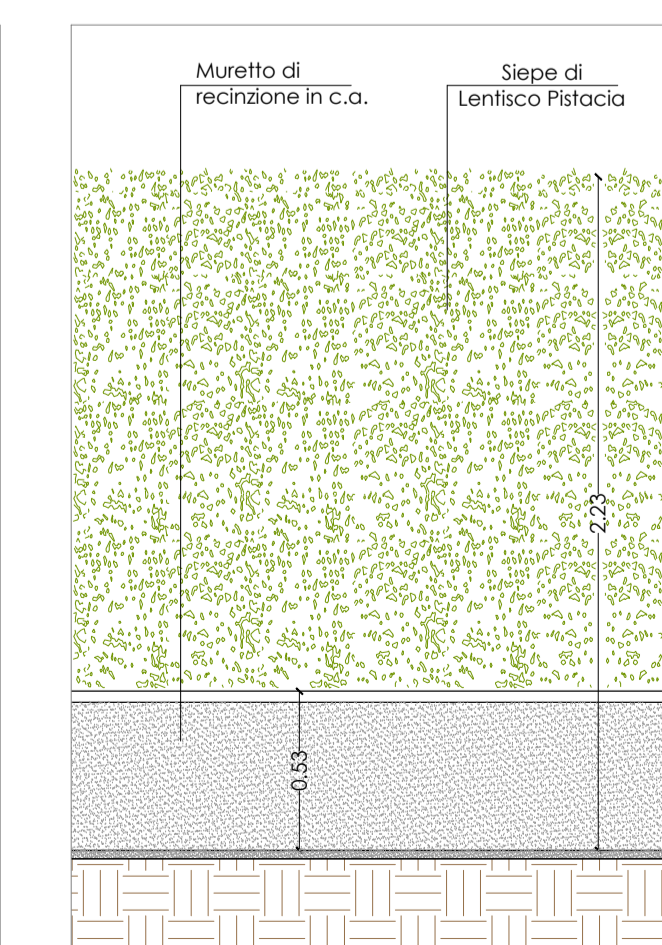 Muretto di
recinzione in c.a.
Siepe di
Lentisco Pistacia
2.23
0.53